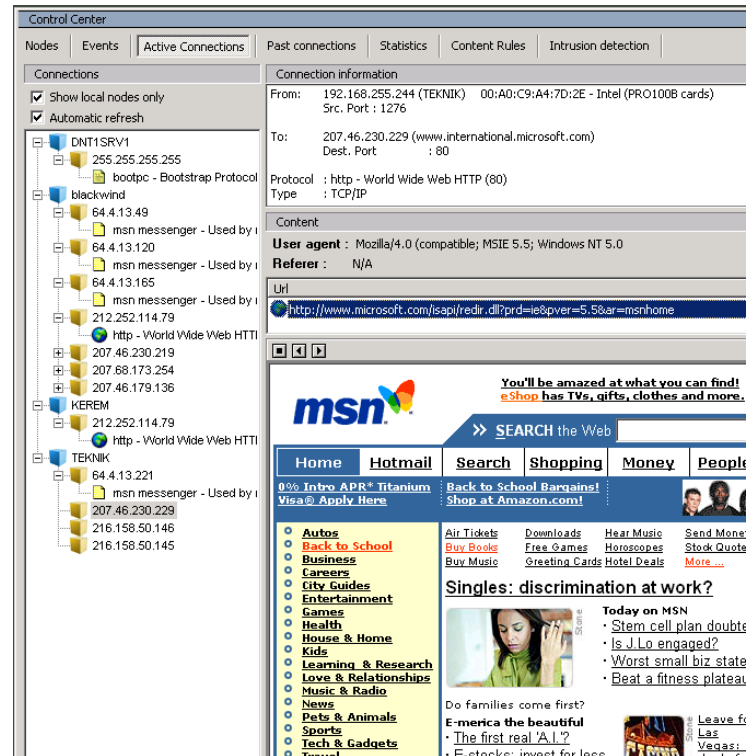 Control Center
Nodes Events Active Connections Past connections Statistics Content Rules Intrusion detection
Connections
Show local nodes only
Automatic refresh
DNT1SRV1
255.255.255.255
bootpc - Bootstrap Protocol
blackwind
64.4.13.49
msn messenger - Used by
64.4.13.120
msn messenger - Used by
64.4.13.165
msn messenger - Used by
212.252.114.79
http - World Wide Web HTTI
207.46.230.219
207.68.173.254
207.46.179.136
KEREM
212.252.114.79
http - World Wide Web HTTI
TEKNIK
64.4.13.221
msn messenger - Used by
207.46.230.229
216.158.50.146
216.158.50.145
Connection information
From: 192.168.255.244 (TEKNIK) 00:A0:C9:A4:7D:2E - Intel (PRO100B cards)
Src. Port : 1276
To: 207.46.230.229 (www.international.microsoft.com)
Dest. Port : 80
Protocol : http - World Wide Web HTTP (80)
Type : TCP/IP
Content
User agent : Mozilla/4.0 (compatible; MSIE 5.5; Windows NT 5.0
Referer : N/A
Url
http://www.microsoft.com/isapi/redir.dll?prd=ie&pver=5.5&ar=msnhome
msn
You'll be amazed at what you can find!
eShop has TVs, gifts, clothes and more.
>> SEARCH the Web
Home Hotmail Search Shopping Money People
0% Intro APR* Titanium
Visa® Apply Here
Back to School Bargains!
Shop at Amazon.com!
Autos
Back to School
Business
Careers
City Guides
Entertainment
Games
Health
House & Home
Kids
Learning & Research
Love & Relationships
Music & Radio
News
Pets & Animals
Sports
Tech & Gadgets
Travel
Air Tickets Downloads Hear Music Send Mone
Buy Books Free Games Horoscopes Stock Quote
Buy Music Greeting Cards Hotel Deals More ...
Singles: discrimination at work?
Stone
Today on MSN
· Stem cell plan doubte
· Is J.Lo engaged?
· Worst small biz state
· Beat a fitness plateau
Do families come first?
E-merica the beautiful
· The first real 'A.I.'?
· E-stocks: invest for less
Stone
Leave fo
Las
Vegas: